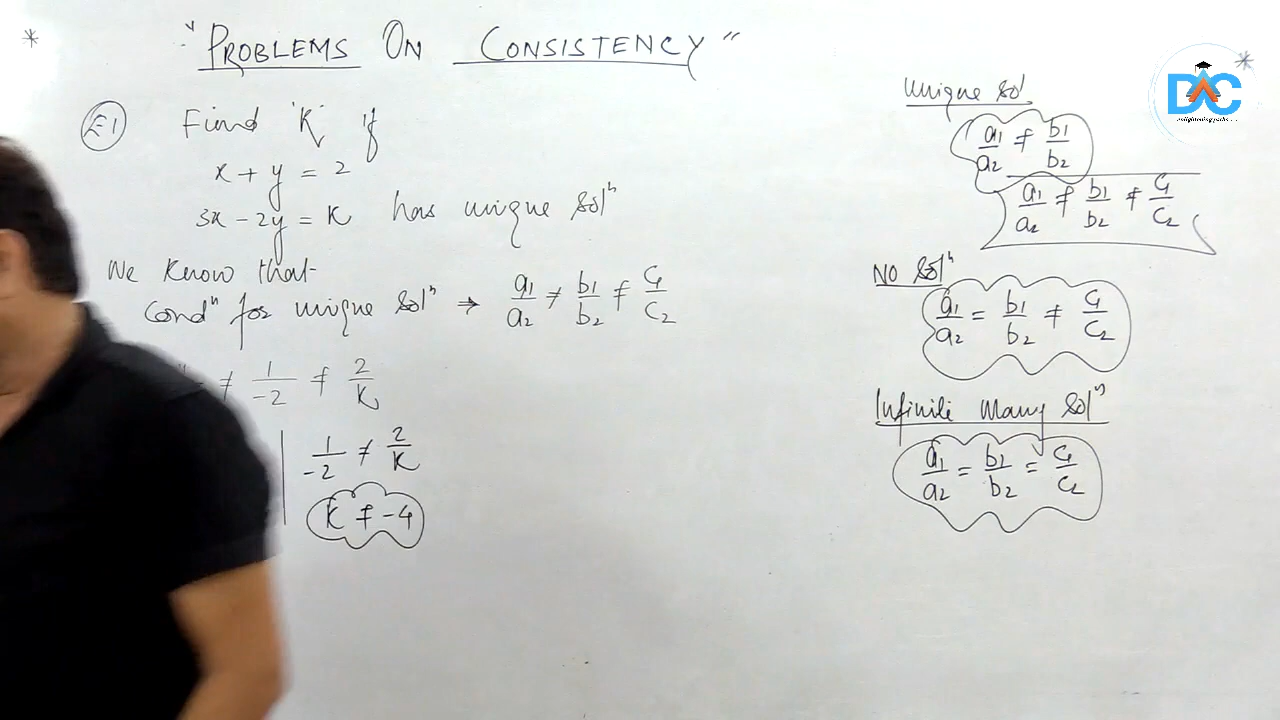 * "PROBLEMS ON CONSISTENCY" *
E1 Find 'K' if
x + y = 2
3x - 2y = K has unique solⁿ
We know that
condⁿ for unique solⁿ → a₁/a₂ ≠ b₁/b₂ ≠ C₁/C₂
≠ 1/-2 ≠ 2/K
1/-2 ≠ 2/K
K ≠ -4
Unique sol
a₁/a₂ ≠ b₁/b₂
a₁/a₂ ≠ b₁/b₂ ≠ C₁/C₂
NO Solⁿ
a₁/a₂ = b₁/b₂ ≠ C₁/C₂
Infinite Many Solⁿ
a₁/a₂ = b₁/b₂ = C₁/C₂
DAC